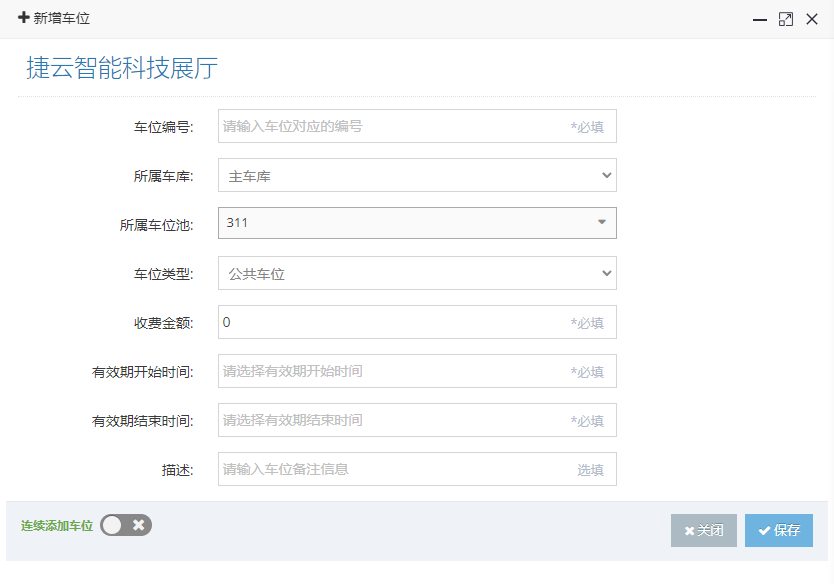 新增车位
捷云智能科技展厅
车位编号: 请输入车位对应的编号 *必填
所属车库: 主车库
所属车位池: 311
车位类型: 公共车位
收费金额: 0 *必填
有效期开始时间: 请选择有效期开始时间 *必填
有效期结束时间: 请选择有效期结束时间 *必填
描述: 请输入车位备注信息 选填
连续添加车位 关闭 保存